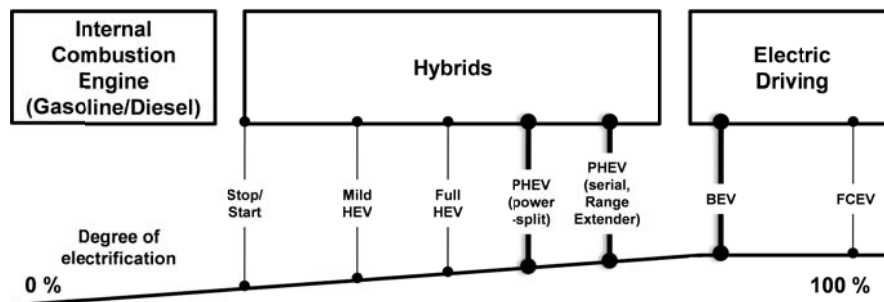 Internal
Combustion
Engine
(Gasoline/Diesel)
Hybrids
Electric
Driving
Stop/
Start
Mild
HEV
Full
HEV
PHEV
(power
-split)
PHEV
(serial,
Range
Extender)
BEV
FCEV
Degree of
electrification
0 %
100 %